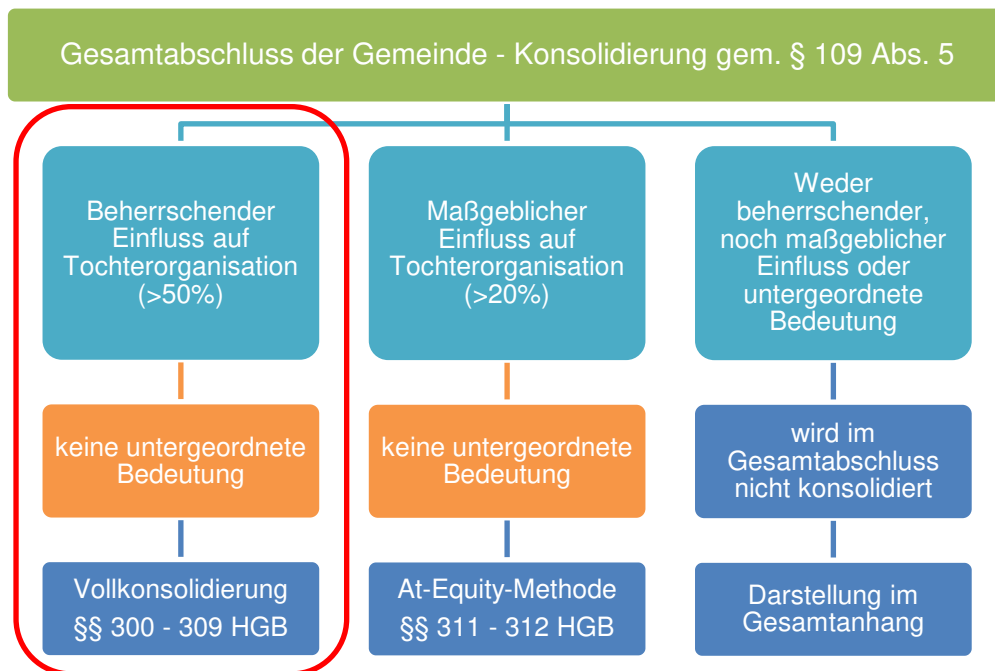 Gesamtabschluss der Gemeinde - Konsolidierung gem. § 109 Abs. 5
Beherrschender
Einfluss auf
Tochterorganisation
(>50%)
keine untergeordnete
Bedeutung
Vollkonsolidierung
§§ 300 - 309 HGB
Maßgeblicher
Einfluss auf
Tochterorganisation
(>20%)
keine untergeordnete
Bedeutung
At-Equity-Methode
§§ 311 - 312 HGB
Weder
beherrschender,
noch maßgeblicher
Einfluss oder
untergeordnete
Bedeutung
wird im
Gesamtabschluss
nicht konsolidiert
Darstellung im
Gesamtanhang